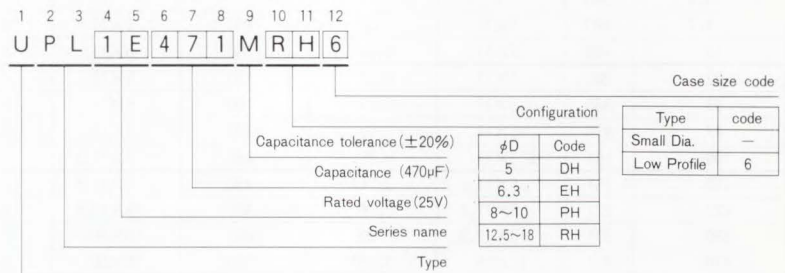 1 2 3 4 5 6 7 8 9 10 11 12
U P L 1 E 4 7 1 M R H 6
Case size code
Configuration
Type code
Small Dia. —
Low Profile 6
Capacitance tolerance (±20%)
φD Code
5 DH
6.3 EH
8～10 PH
12.5～18 RH
Capacitance (470μF)
Rated voltage (25V)
Series name
Type